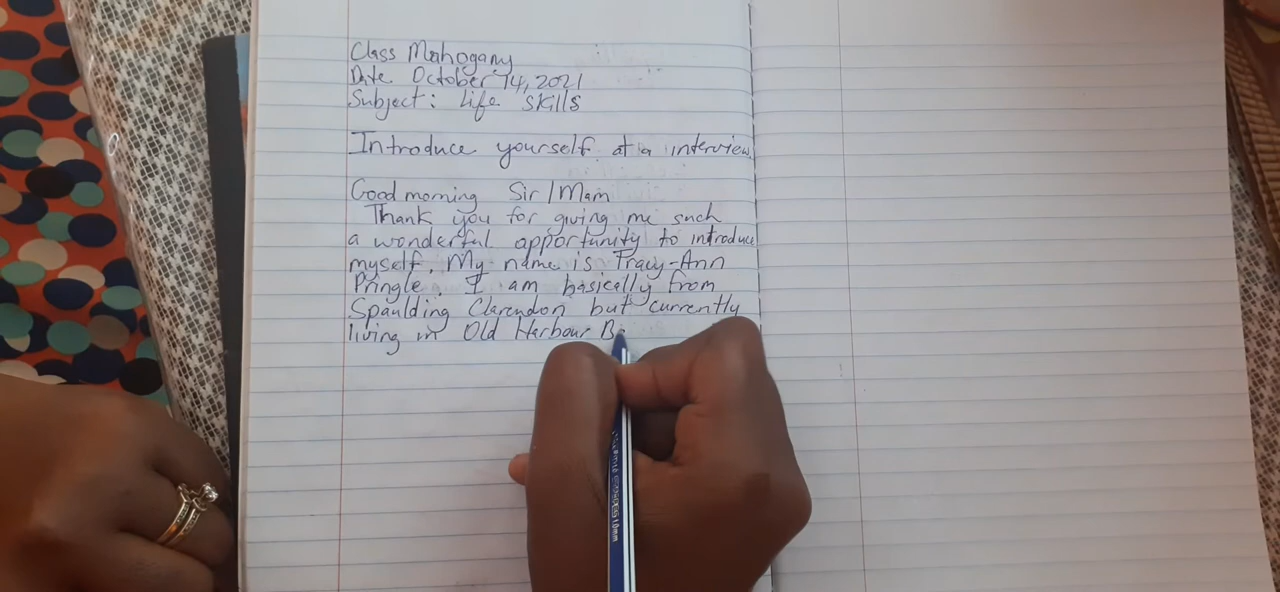 Class Mahogany
Date October 14, 2021
Subject: Life skills
Introduce yourself at a interview
Good morning Sir/Mam
Thank you for giving me such
a wonderful opportunity to introduce
myself. My name is Tracy-Ann
Pringle. I am basically from
Spaulding Clarendon but currently
living in Old Harbour B